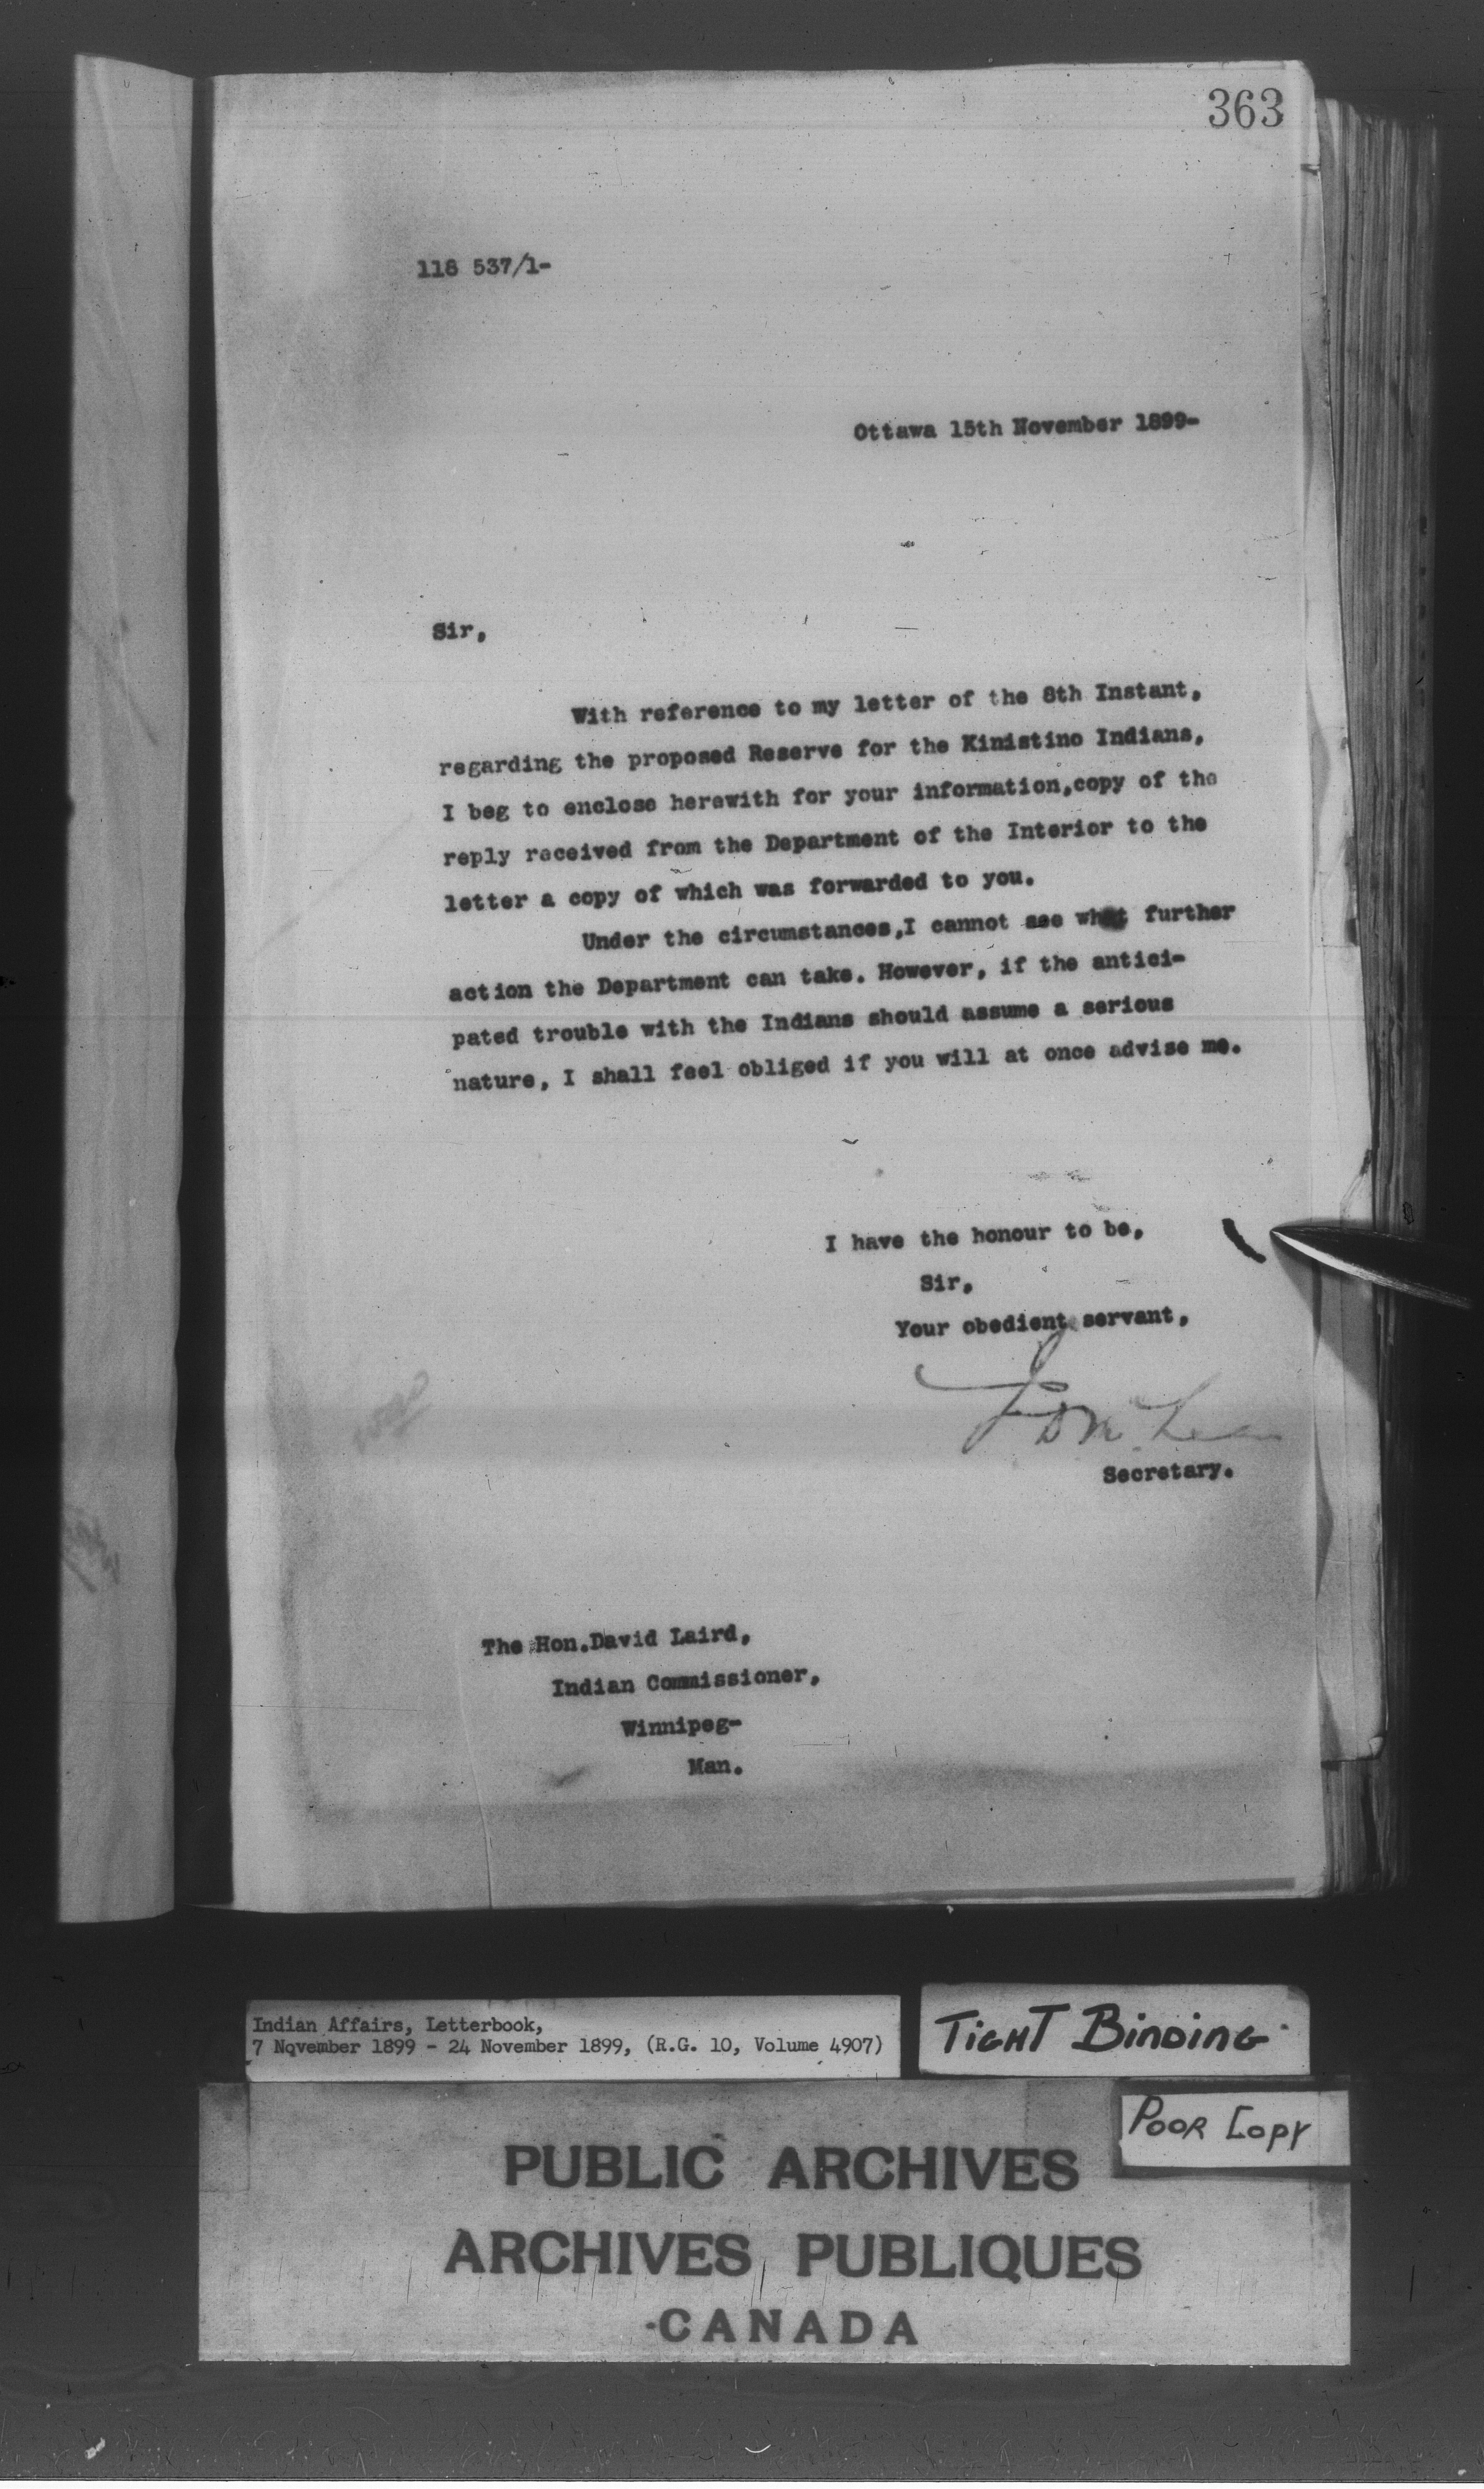 363
118 537/1-
Ottawa 15th November 1899-
Sir,
With reference to my letter of the 8th Instant,
regarding the proposed Reserve for the Kinistino Indians,
I beg to enclose herewith for your information,copy of the
reply received from the Department of the Interior to the
letter a copy of which was forwarded to you.
Under the circumstances,I cannot see what further
action the Department can take. However, if the antici-
pated trouble with the Indians should assume a serious
nature, I shall feel obliged if you will at once advise me.
I have the honour to be,
Sir,
Your obedient servant,
J D McLean
Secretary.
The Hon.David Laird,
Indian Commissioner,
Winnipeg-
Man.
Indian Affairs, Letterbook,
7 November 1899 - 24 November 1899, (R.G. 10, Volume 4907)
TIGHT BINDING
POOR COPY
PUBLIC ARCHIVES
ARCHIVES PUBLIQUES
CANADA